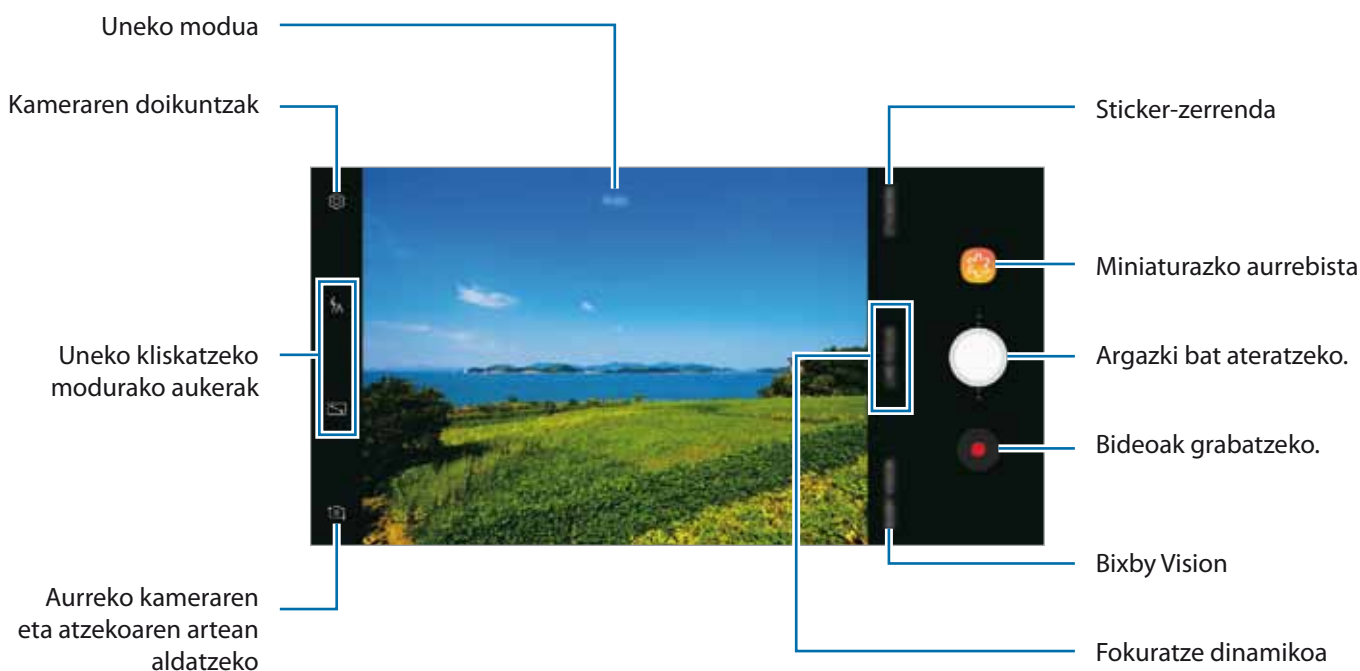 Uneko modua
Kameraren doikuntzak
Uneko kliskatzeko
modurako aukerak
Aurreko kameraren
eta atzekoaren artean
aldatzeko
Sticker-zerrenda
Miniaturazko aurrebista
Argazki bat ateratzeko.
Bideoak grabatzeko.
Bixby Vision
Fokuratze dinamikoa